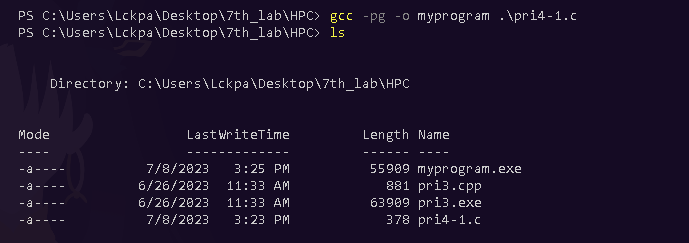 PS C:\Users\Lckpa\Desktop\7th_lab\HPC> gcc -pg -o myprogram .\pri4-1.c
PS C:\Users\Lckpa\Desktop\7th_lab\HPC> ls
Directory: C:\Users\Lckpa\Desktop\7th_lab\HPC
Mode LastWriteTime Length Name
---- ------------- ------ ----
-a---- 7/8/2023 3:25 PM 55909 myprogram.exe
-a---- 6/26/2023 11:33 AM 881 pri3.cpp
-a---- 6/26/2023 11:33 AM 63909 pri3.exe
-a---- 7/8/2023 3:23 PM 378 pri4-1.c